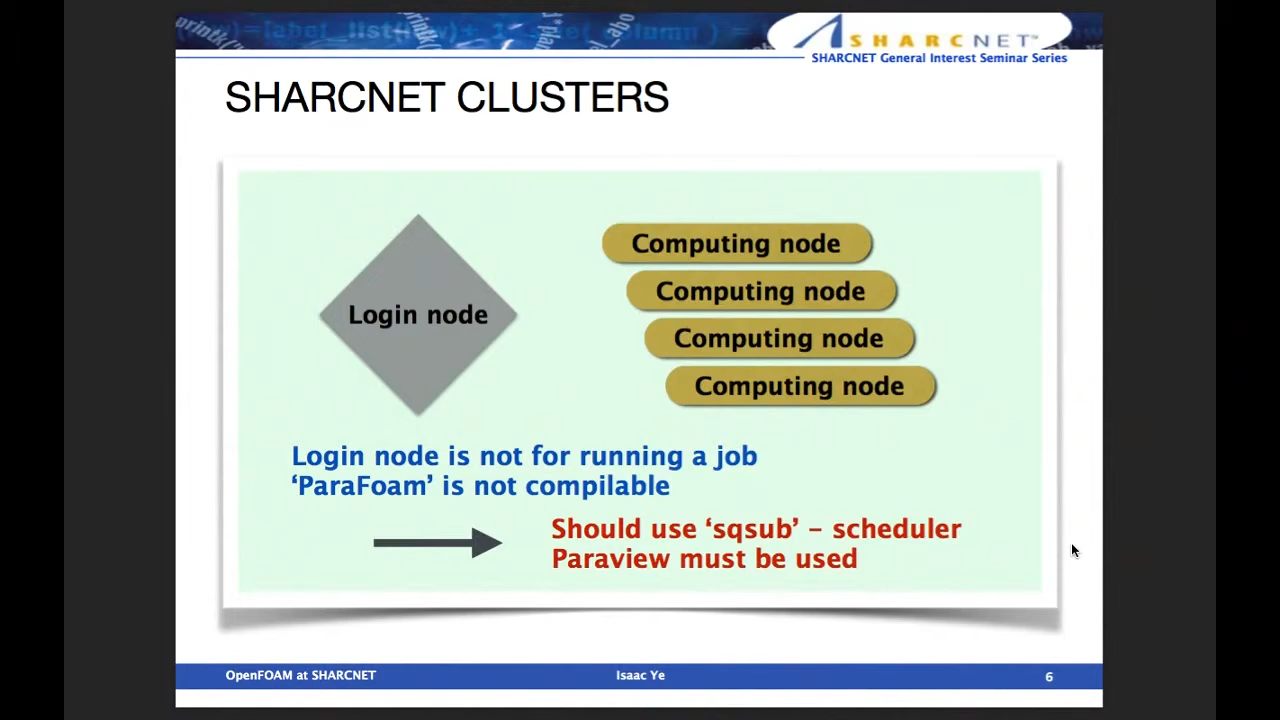 SHARCNET™
SHARCNET General Interest Seminar Series
SHARCNET CLUSTERS
Login node
Computing node
Computing node
Computing node
Computing node
Login node is not for running a job
‘ParaFoam’ is not compilable
Should use ‘sqsub’ – scheduler
Paraview must be used
OpenFOAM at SHARCNET
Isaac Ye
6